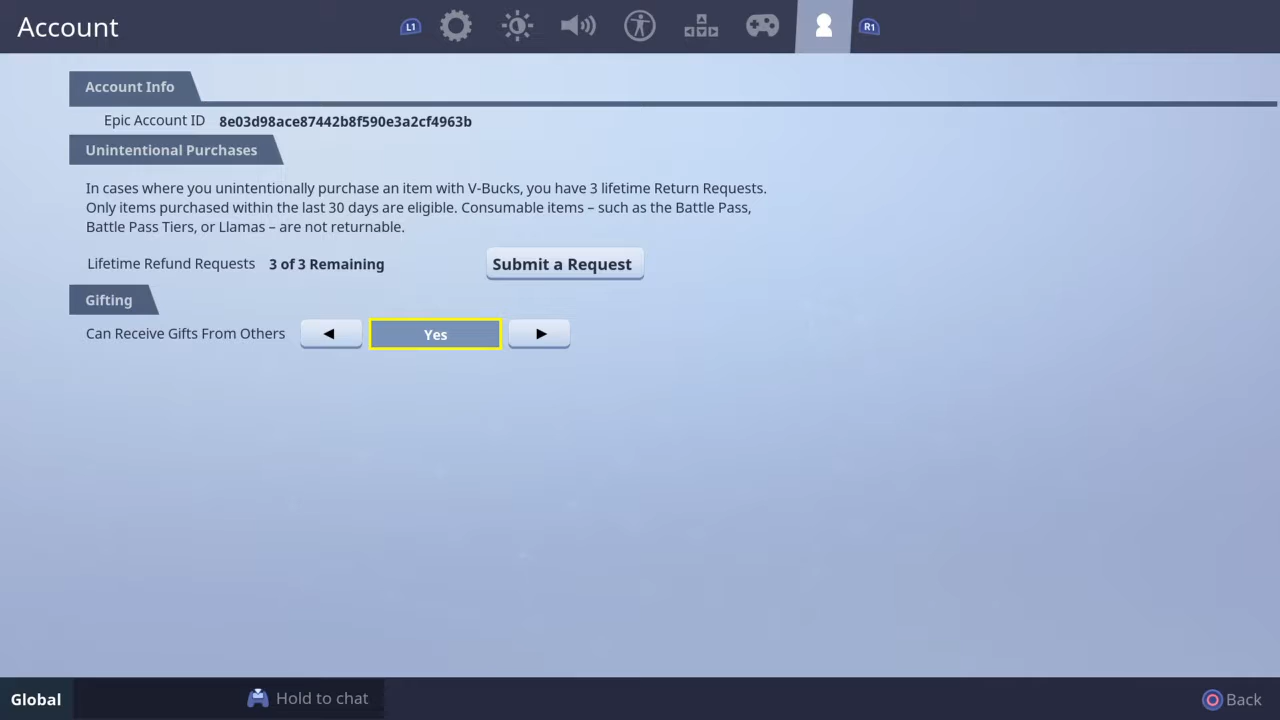 Account
L1
R1
Account Info
Epic Account ID 8e03d98ace87442b8f590e3a2cf4963b
Unintentional Purchases
In cases where you unintentionally purchase an item with V-Bucks, you have 3 lifetime Return Requests.
Only items purchased within the last 30 days are eligible. Consumable items – such as the Battle Pass,
Battle Pass Tiers, or Llamas – are not returnable.
Lifetime Refund Requests 3 of 3 Remaining Submit a Request
Gifting
Can Receive Gifts From Others Yes
Global Hold to chat Back